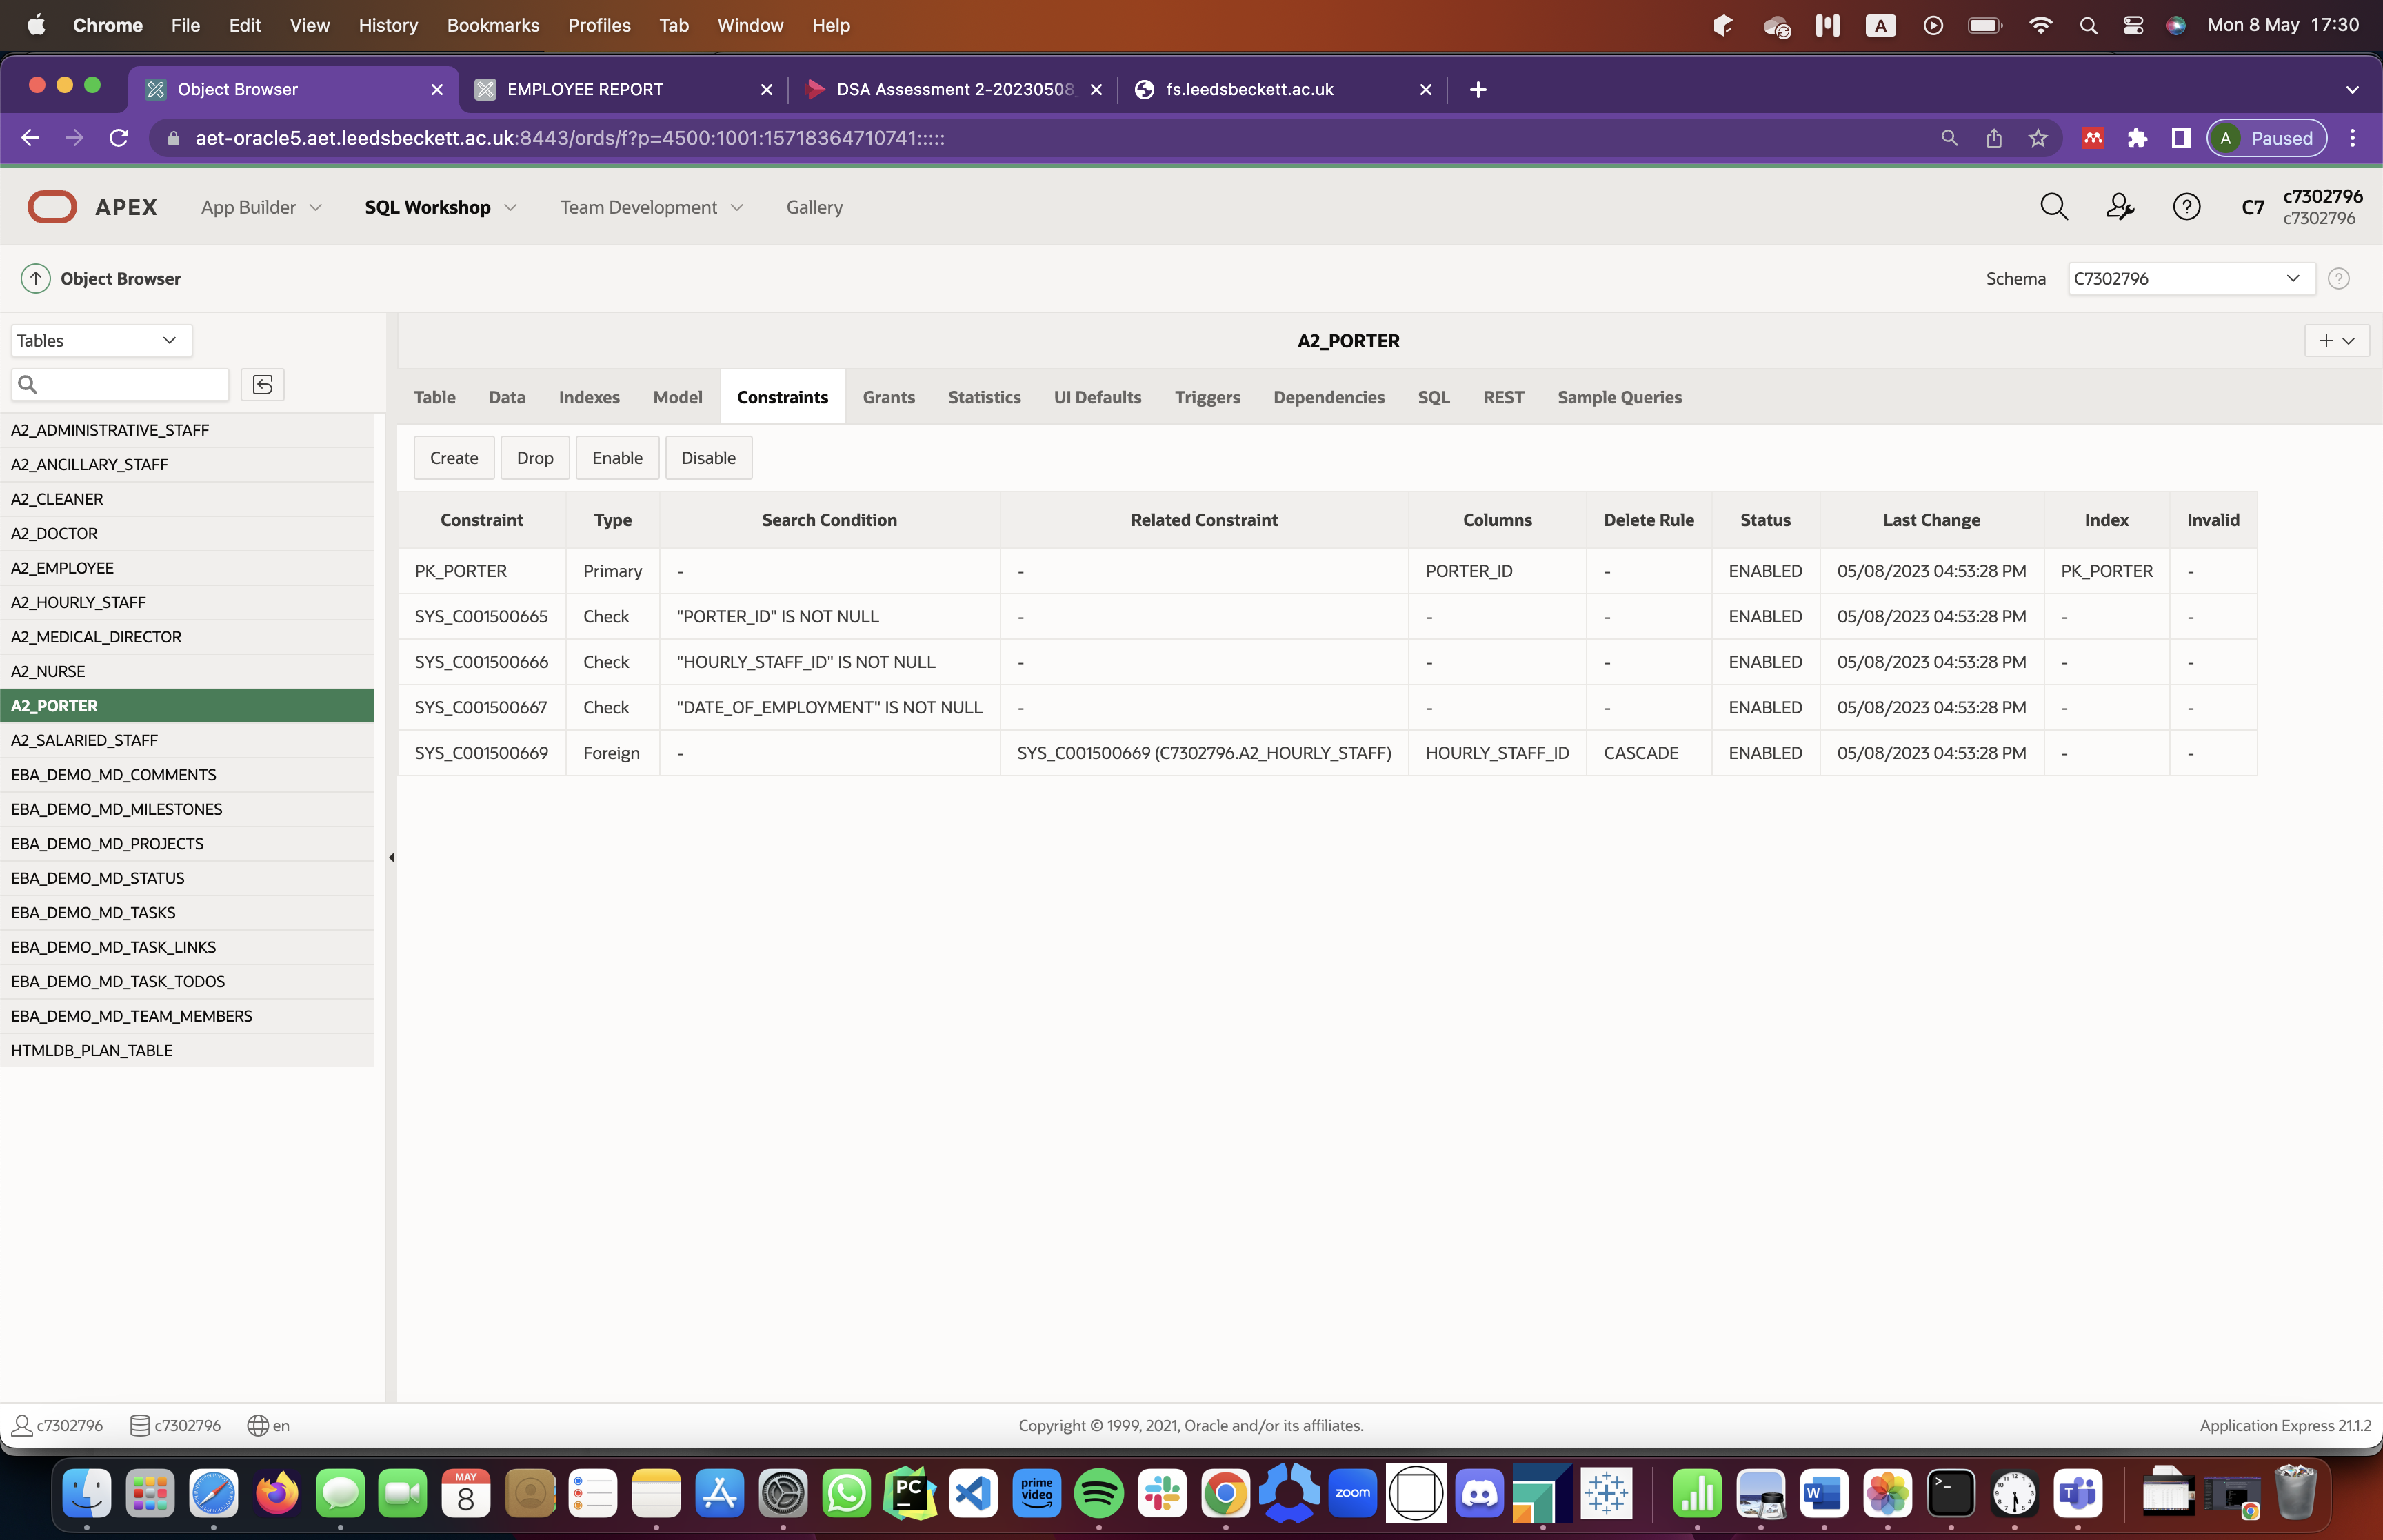 Chrome File Edit View History Bookmarks Profiles Tab Window Help A Mon 8 May 17:30
Object Browser EMPLOYEE REPORT DSA Assessment 2-20230508_ fs.leedsbeckett.ac.uk
aet-oracle5.aet.leedsbeckett.ac.uk:8443/ords/f?p=4500:1001:15718364710741::::: A Paused
APEX App Builder SQL Workshop Team Development Gallery C7 c7302796
c7302796
Object Browser Schema C7302796
Tables
A2_PORTER
Table Data Indexes Model Constraints Grants Statistics UI Defaults Triggers Dependencies SQL REST Sample Queries
Create Drop Enable Disable
A2_ADMINISTRATIVE_STAFF
A2_ANCILLARY_STAFF
A2_CLEANER
A2_DOCTOR
A2_EMPLOYEE
A2_HOURLY_STAFF
A2_MEDICAL_DIRECTOR
A2_NURSE
A2_PORTER
A2_SALARIED_STAFF
EBA_DEMO_MD_COMMENTS
EBA_DEMO_MD_MILESTONES
EBA_DEMO_MD_PROJECTS
EBA_DEMO_MD_STATUS
EBA_DEMO_MD_TASKS
EBA_DEMO_MD_TASK_LINKS
EBA_DEMO_MD_TASK_TODOS
EBA_DEMO_MD_TEAM_MEMBERS
HTMLDB_PLAN_TABLE
Constraint Type Search Condition Related Constraint Columns Delete Rule Status Last Change Index Invalid
PK_PORTER Primary - - PORTER_ID - ENABLED 05/08/2023 04:53:28 PM PK_PORTER -
SYS_C001500665 Check "PORTER_ID" IS NOT NULL - - - ENABLED 05/08/2023 04:53:28 PM - -
SYS_C001500666 Check "HOURLY_STAFF_ID" IS NOT NULL - - - ENABLED 05/08/2023 04:53:28 PM - -
SYS_C001500667 Check "DATE_OF_EMPLOYMENT" IS NOT NULL - - - ENABLED 05/08/2023 04:53:28 PM - -
SYS_C001500669 Foreign - SYS_C001500669 (C7302796.A2_HOURLY_STAFF) HOURLY_STAFF_ID CASCADE ENABLED 05/08/2023 04:53:28 PM - -
c7302796 c7302796 en Copyright © 1999, 2021, Oracle and/or its affiliates. Application Express 21.1.2
MAY
8
PC
prime video
zoom
W
T